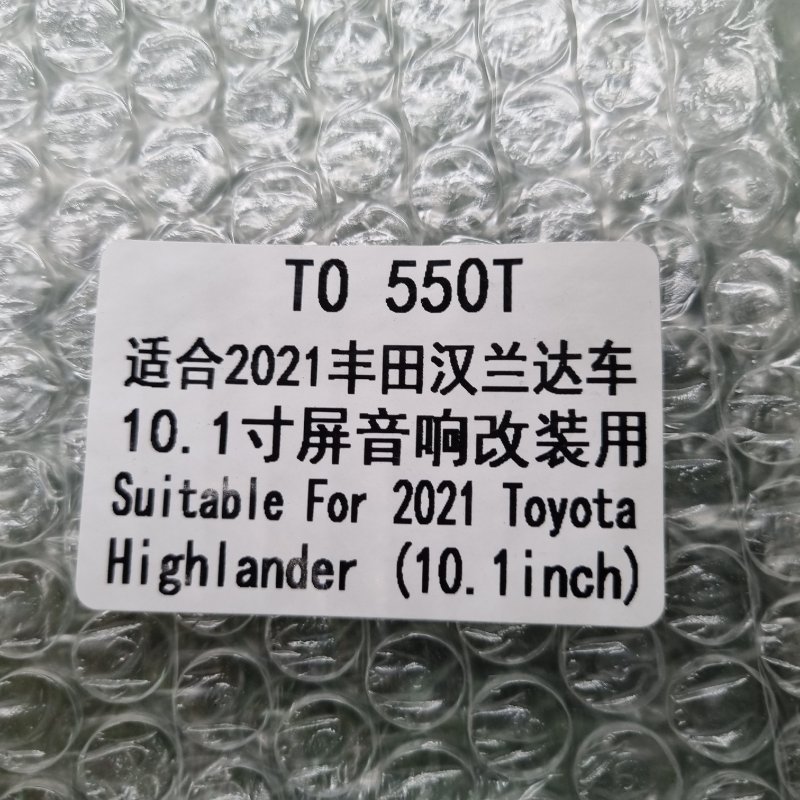 TO 550T
适合2021丰田汉兰达车
10.1寸屏音响改装用
Suitable For 2021 Toyota
Highlander (10.1inch)